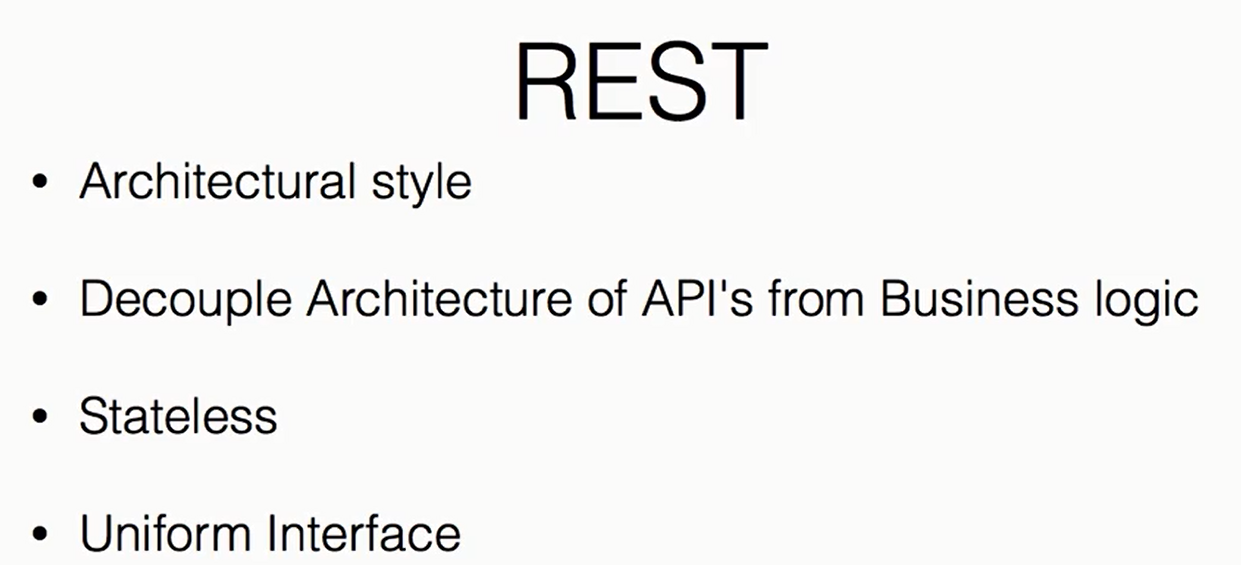 REST
• Architectural style
• Decouple Architecture of API's from Business logic
• Stateless
• Uniform Interface